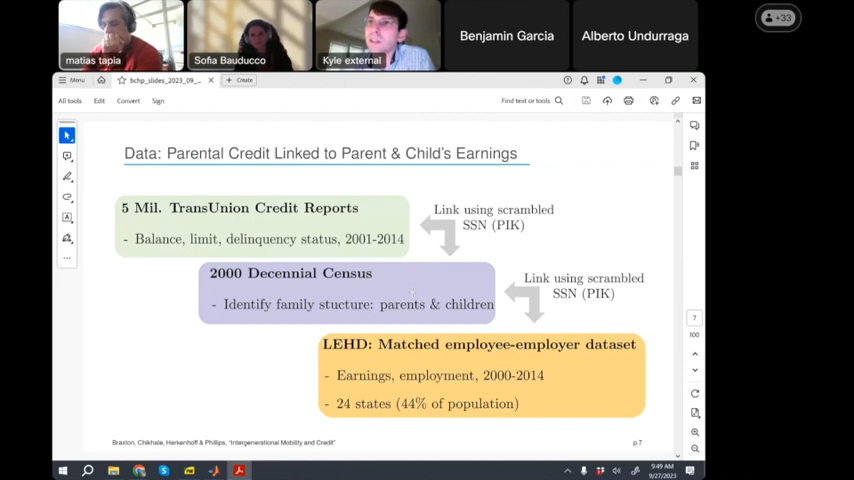 +33
Benjamin Garcia
Alberto Undurraga
matias tapia
Sofia Bauducco
Kyle external
Menu
bchp_slides_2023_09_...
Create
All tools
Edit
Convert
Sign
Find text or tools
Data: Parental Credit Linked to Parent & Child's Earnings
5 Mil. TransUnion Credit Reports
- Balance, limit, delinquency status, 2001-2014
Link using scrambled
SSN (PIK)
2000 Decennial Census
- Identify family stucture: parents & children
Link using scrambled
SSN (PIK)
LEHD: Matched employee-employer dataset
- Earnings, employment, 2000-2014
- 24 states (44% of population)
7
100
Braxton, Chikhale, Herkenhoff & Phillips, "Intergenerational Mobility and Credit"
p.7
9:49 AM
9/27/2023